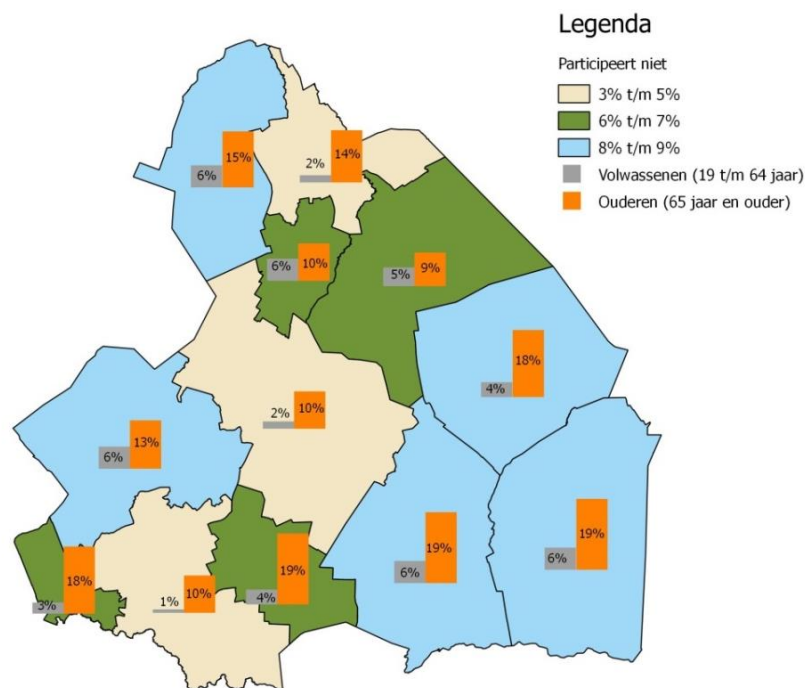 Legenda
Participeert niet
3% t/m 5%
6% t/m 7%
8% t/m 9%
Volwassenen (19 t/m 64 jaar)
Ouderen (65 jaar en ouder)
6% 15%
2% 14%
6% 10%
5% 9%
4% 18%
2% 10%
6% 13%
6% 19%
6% 19%
3% 18%
1% 10%
4% 19%